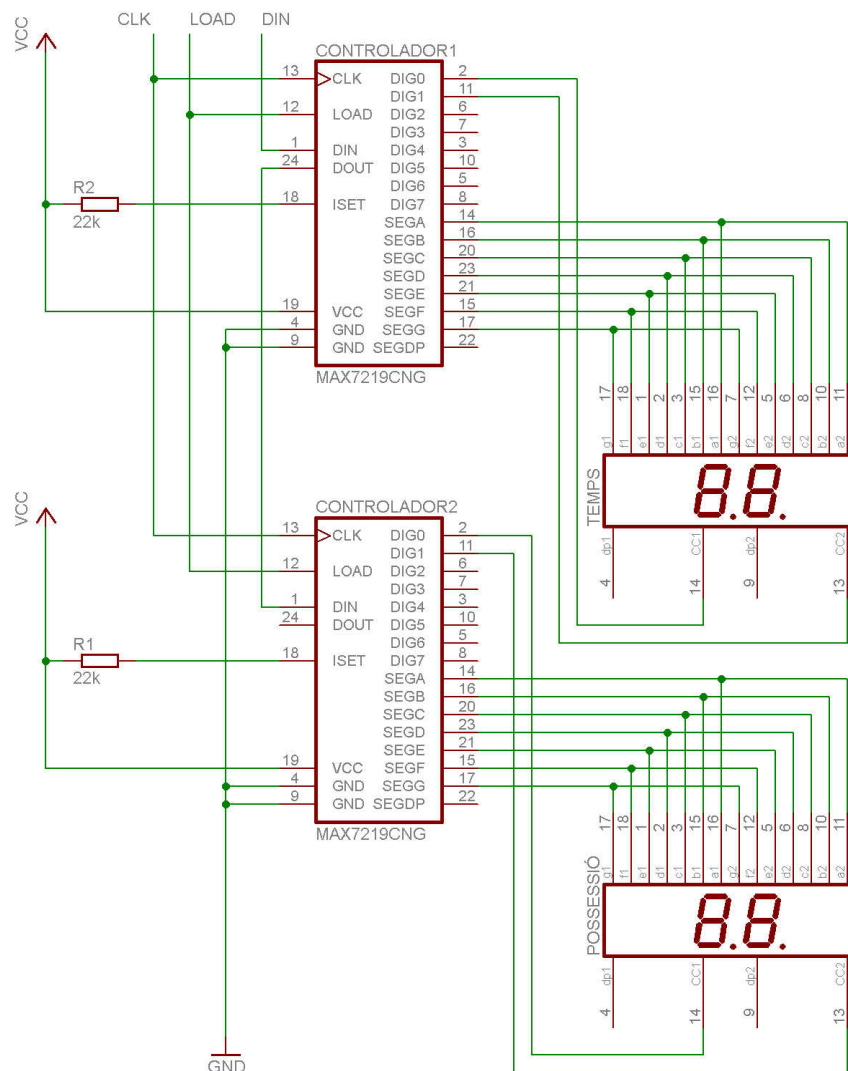 CLK LOAD DIN
VCC
CONTROLADOR1
13 CLK DIG0 2
DIG1 11
12 LOAD DIG2 6
DIG3 7
1 DIN DIG4 3
24 DOUT DIG5 10
DIG6 5
18 ISET DIG7 8
R2
22k
SEGA 14
SEGB 16
SEGC 20
SEGD 23
SEGE 21
19 VCC SEGF 15
4 GND SEGG 17
9 GND SEGDP 22
MAX7219CNG
17 18 1 2 3 15 16 7 12 5 6 8 10 11
g1 f1 e1 d1 c1 b1 a1 g2 f2 e2 d2 c2 b2 a2
TEMPS
8.8.
dp1 CC1 dp2 CC2
4 14 9 13
VCC
CONTROLADOR2
13 CLK DIG0 2
DIG1 11
12 LOAD DIG2 6
DIG3 7
1 DIN DIG4 3
24 DOUT DIG5 10
DIG6 5
18 ISET DIG7 8
R1
22k
SEGA 14
SEGB 16
SEGC 20
SEGD 23
SEGE 21
19 VCC SEGF 15
4 GND SEGG 17
9 GND SEGDP 22
MAX7219CNG
17 18 1 2 3 15 16 7 12 5 6 8 10 11
g1 f1 e1 d1 c1 b1 a1 g2 f2 e2 d2 c2 b2 a2
POSSESSIÓ
8.8.
dp1 CC1 dp2 CC2
4 14 9 13
GND